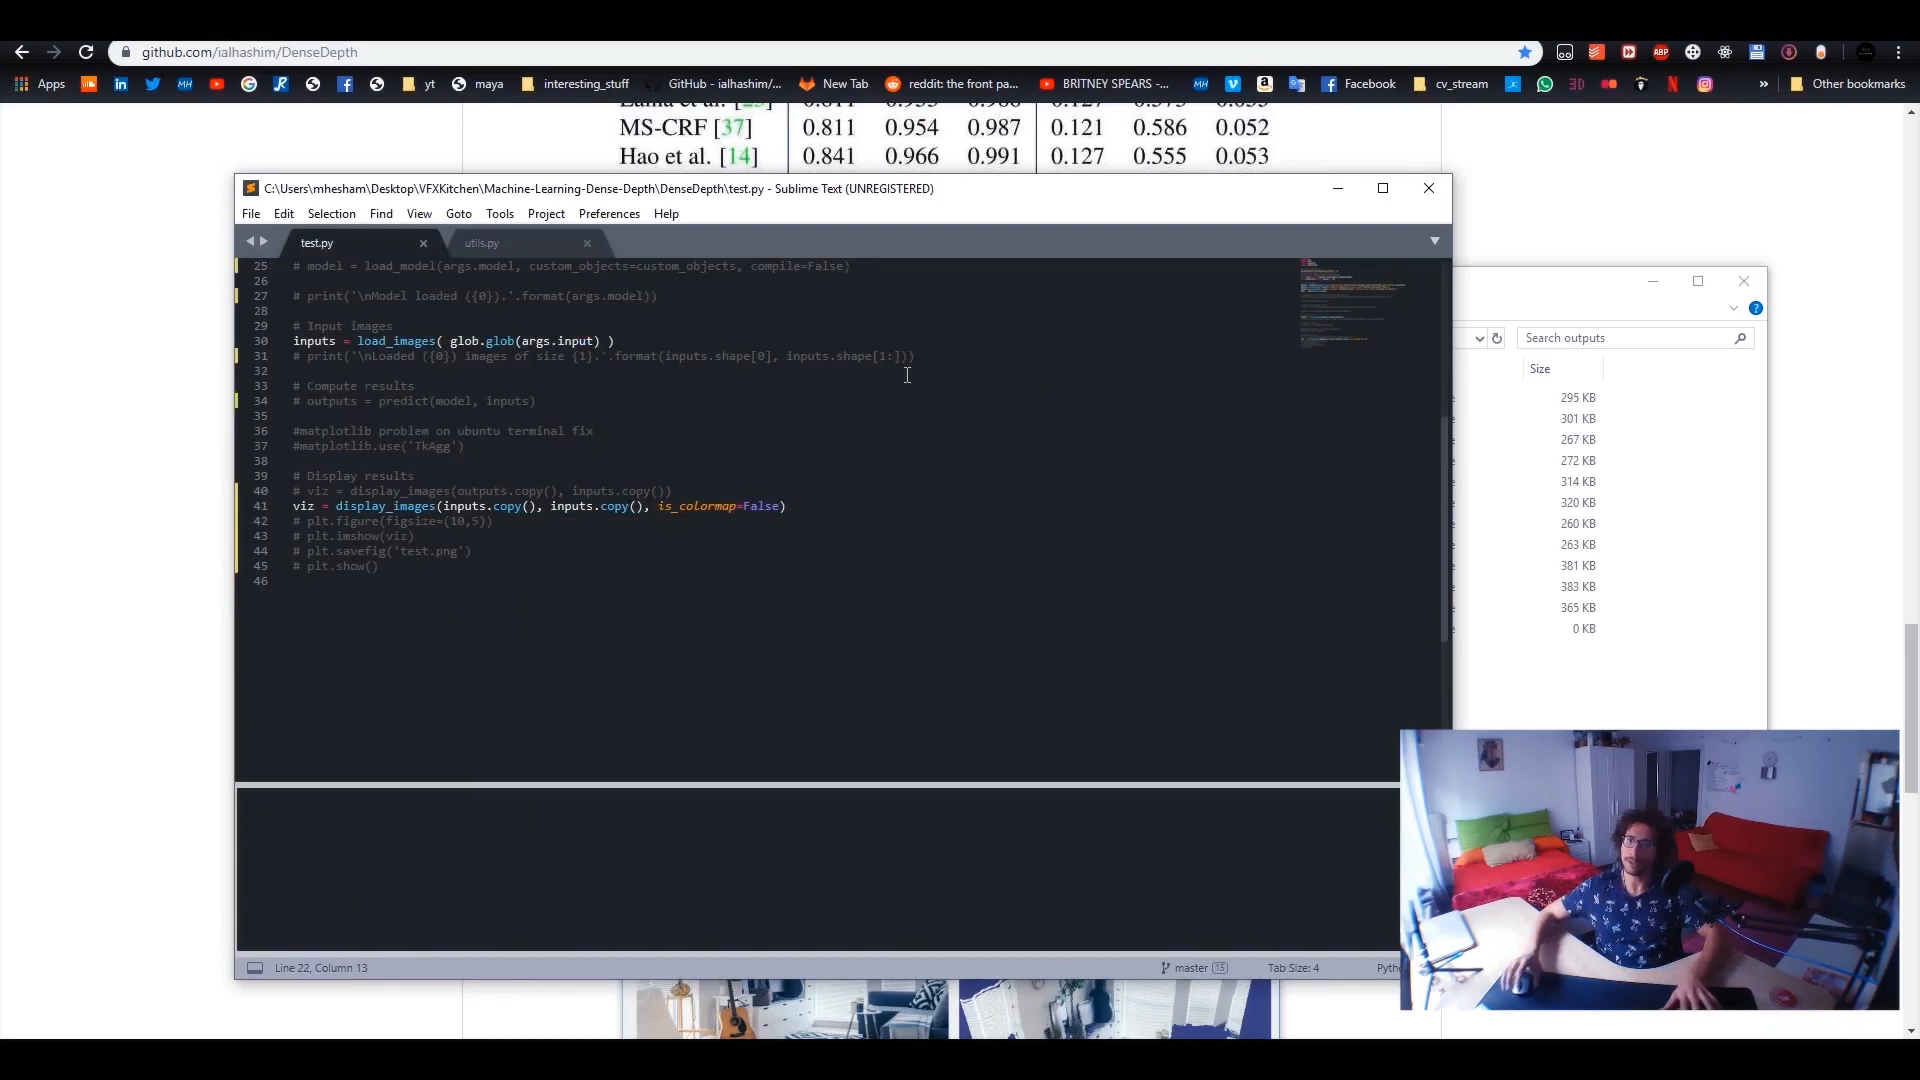 github.com/ialhashim/DenseDepth
ABP
Apps
MH
yt
maya
interesting_stuff
GitHub - ialhashim/...
New Tab
reddit: the front pa...
BRITNEY SPEARS -...
MH
Facebook
cv_stream
3D
»
Other bookmarks
MS-CRF [37] 0.811 0.954 0.987 0.121 0.586 0.052
Hao et al. [14] 0.841 0.966 0.991 0.127 0.555 0.053
C:\Users\mhesham\Desktop\VFXKitchen\Machine-Learning-Dense-Depth\DenseDepth\test.py - Sublime Text (UNREGISTERED)
File Edit Selection Find View Goto Tools Project Preferences Help
test.py
utils.py
25 # model = load_model(args.model, custom_objects=custom_objects, compile=False)
26
27 # print('\nModel loaded ({0}).'.format(args.model))
28
29 # Input images
30 inputs = load_images( glob.glob(args.input) )
31 # print('\nLoaded ({0}) images of size {1}.'.format(inputs.shape[0], inputs.shape[1:]))
32
33 # Compute results
34 # outputs = predict(model, inputs)
35
36 #matplotlib problem on ubuntu terminal fix
37 #matplotlib.use('TkAgg')
38
39 # Display results
40 # viz = display_images(outputs.copy(), inputs.copy())
41 viz = display_images(inputs.copy(), inputs.copy(), is_colormap=False)
42 # plt.figure(figsize=(10,5))
43 # plt.imshow(viz)
44 # plt.savefig('test.png')
45 # plt.show()
46
Line 22, Column 13
master 15
Tab Size: 4
Pyth
Search outputs
Size
295 KB
301 KB
267 KB
272 KB
314 KB
320 KB
260 KB
263 KB
381 KB
383 KB
365 KB
0 KB